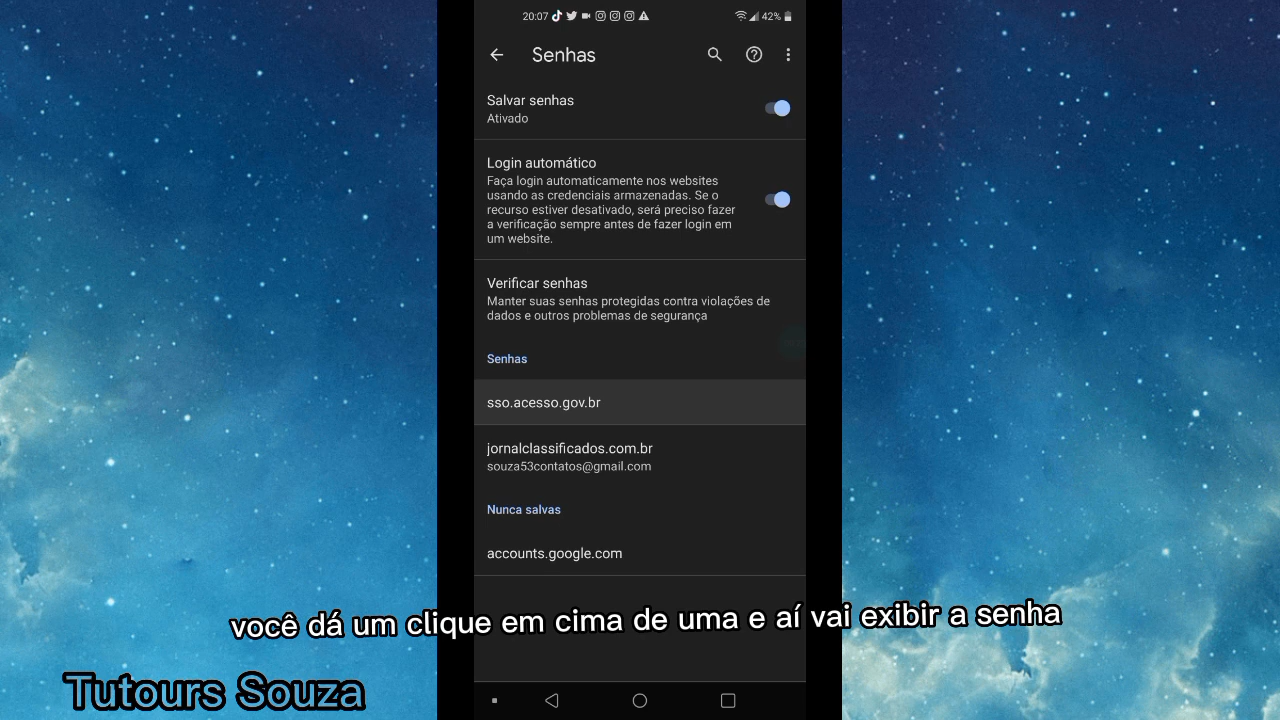 20:07
42%
Senhas
Salvar senhas
Ativado
Login automático
Faça login automaticamente nos websites
usando as credenciais armazenadas. Se o
recurso estiver desativado, será preciso fazer
a verificação sempre antes de fazer login em
um website.
Verificar senhas
Manter suas senhas protegidas contra violações de
dados e outros problemas de segurança
Senhas
sso.acesso.gov.br
jornalclassificados.com.br
souza53contatos@gmail.com
Nunca salvas
accounts.google.com
você dá um clique em cima de uma e aí vai exibir a senha
Tutours Souza